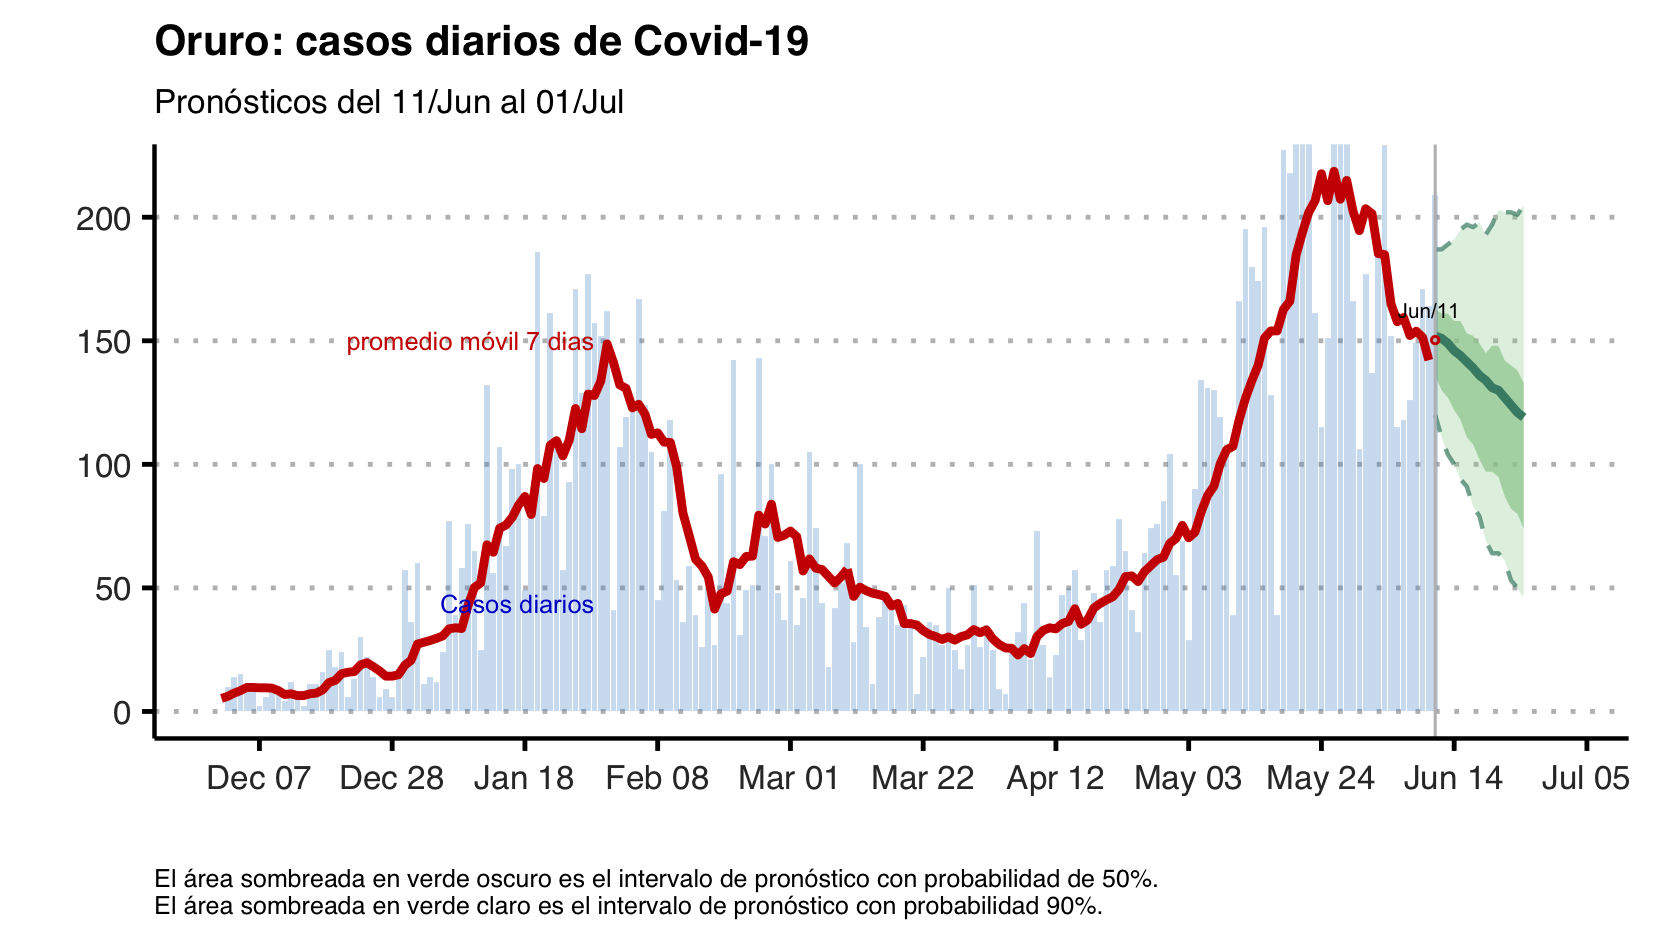 Oruro: casos diarios de Covid-19
Pronósticos del 11/Jun al 01/Jul
200
150
100
50
0
promedio móvil 7 dias
Casos diarios
Jun/11
Dec 07 Dec 28 Jan 18 Feb 08 Mar 01 Mar 22 Apr 12 May 03 May 24 Jun 14 Jul 05
El área sombreada en verde oscuro es el intervalo de pronóstico con probabilidad de 50%.
El área sombreada en verde claro es el intervalo de pronóstico con probabilidad 90%.